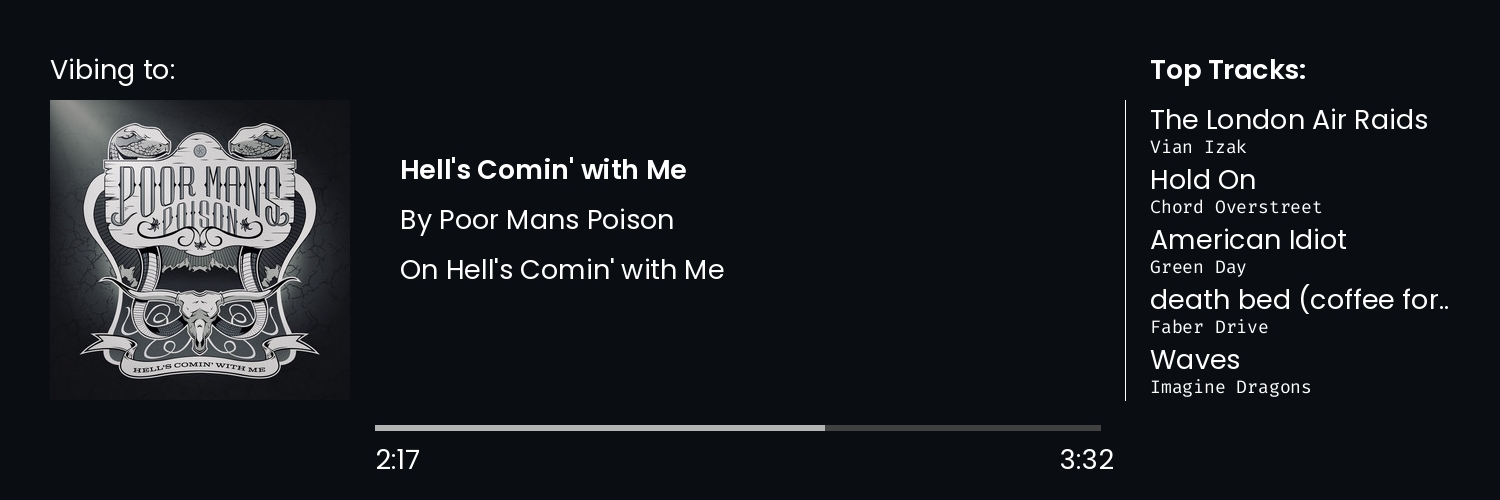 Vibing to:
POOR MANS
POISON
HELL'S COMIN' WITH ME
Hell's Comin' with Me
By Poor Mans Poison
On Hell's Comin' with Me
2:17
3:32
Top Tracks:
The London Air Raids
Vian Izak
Hold On
Chord Overstreet
American Idiot
Green Day
death bed (coffee for..
Faber Drive
Waves
Imagine Dragons